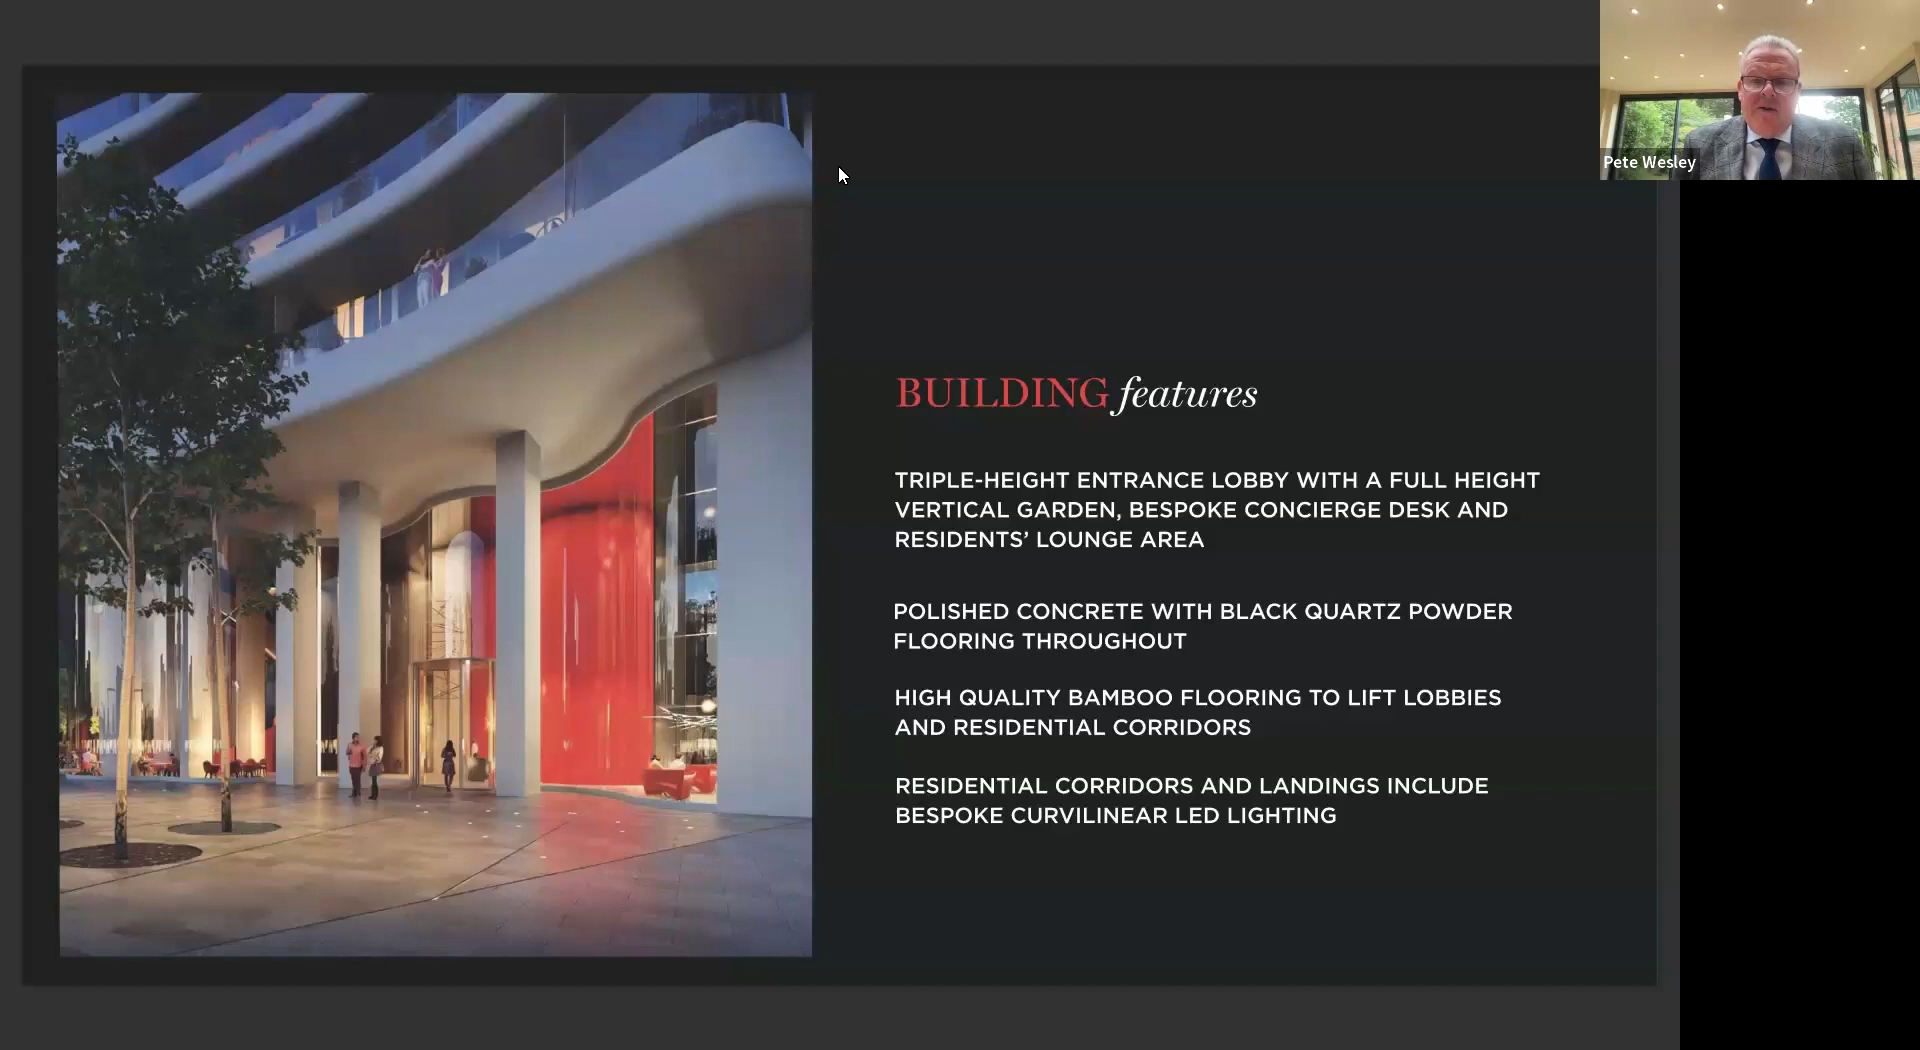 Pete Wesley
BUILDING features
TRIPLE-HEIGHT ENTRANCE LOBBY WITH A FULL HEIGHT
VERTICAL GARDEN, BESPOKE CONCIERGE DESK AND
RESIDENTS’ LOUNGE AREA
POLISHED CONCRETE WITH BLACK QUARTZ POWDER
FLOORING THROUGHOUT
HIGH QUALITY BAMBOO FLOORING TO LIFT LOBBIES
AND RESIDENTIAL CORRIDORS
RESIDENTIAL CORRIDORS AND LANDINGS INCLUDE
BESPOKE CURVILINEAR LED LIGHTING